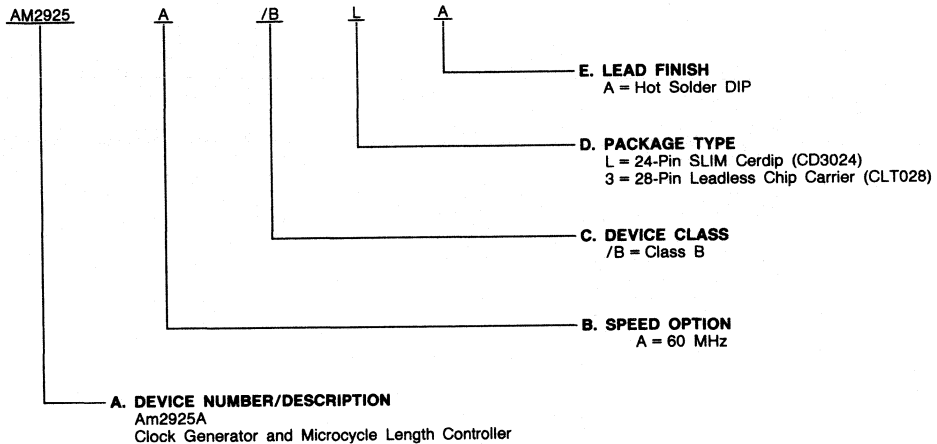 AM2925 A /B L A
E. LEAD FINISH
A = Hot Solder DIP
D. PACKAGE TYPE
L = 24-Pin SLIM Cerdip (CD3024)
3 = 28-Pin Leadless Chip Carrier (CLT028)
C. DEVICE CLASS
/B = Class B
B. SPEED OPTION
A = 60 MHz
A. DEVICE NUMBER/DESCRIPTION
Am2925A
Clock Generator and Microcycle Length Controller